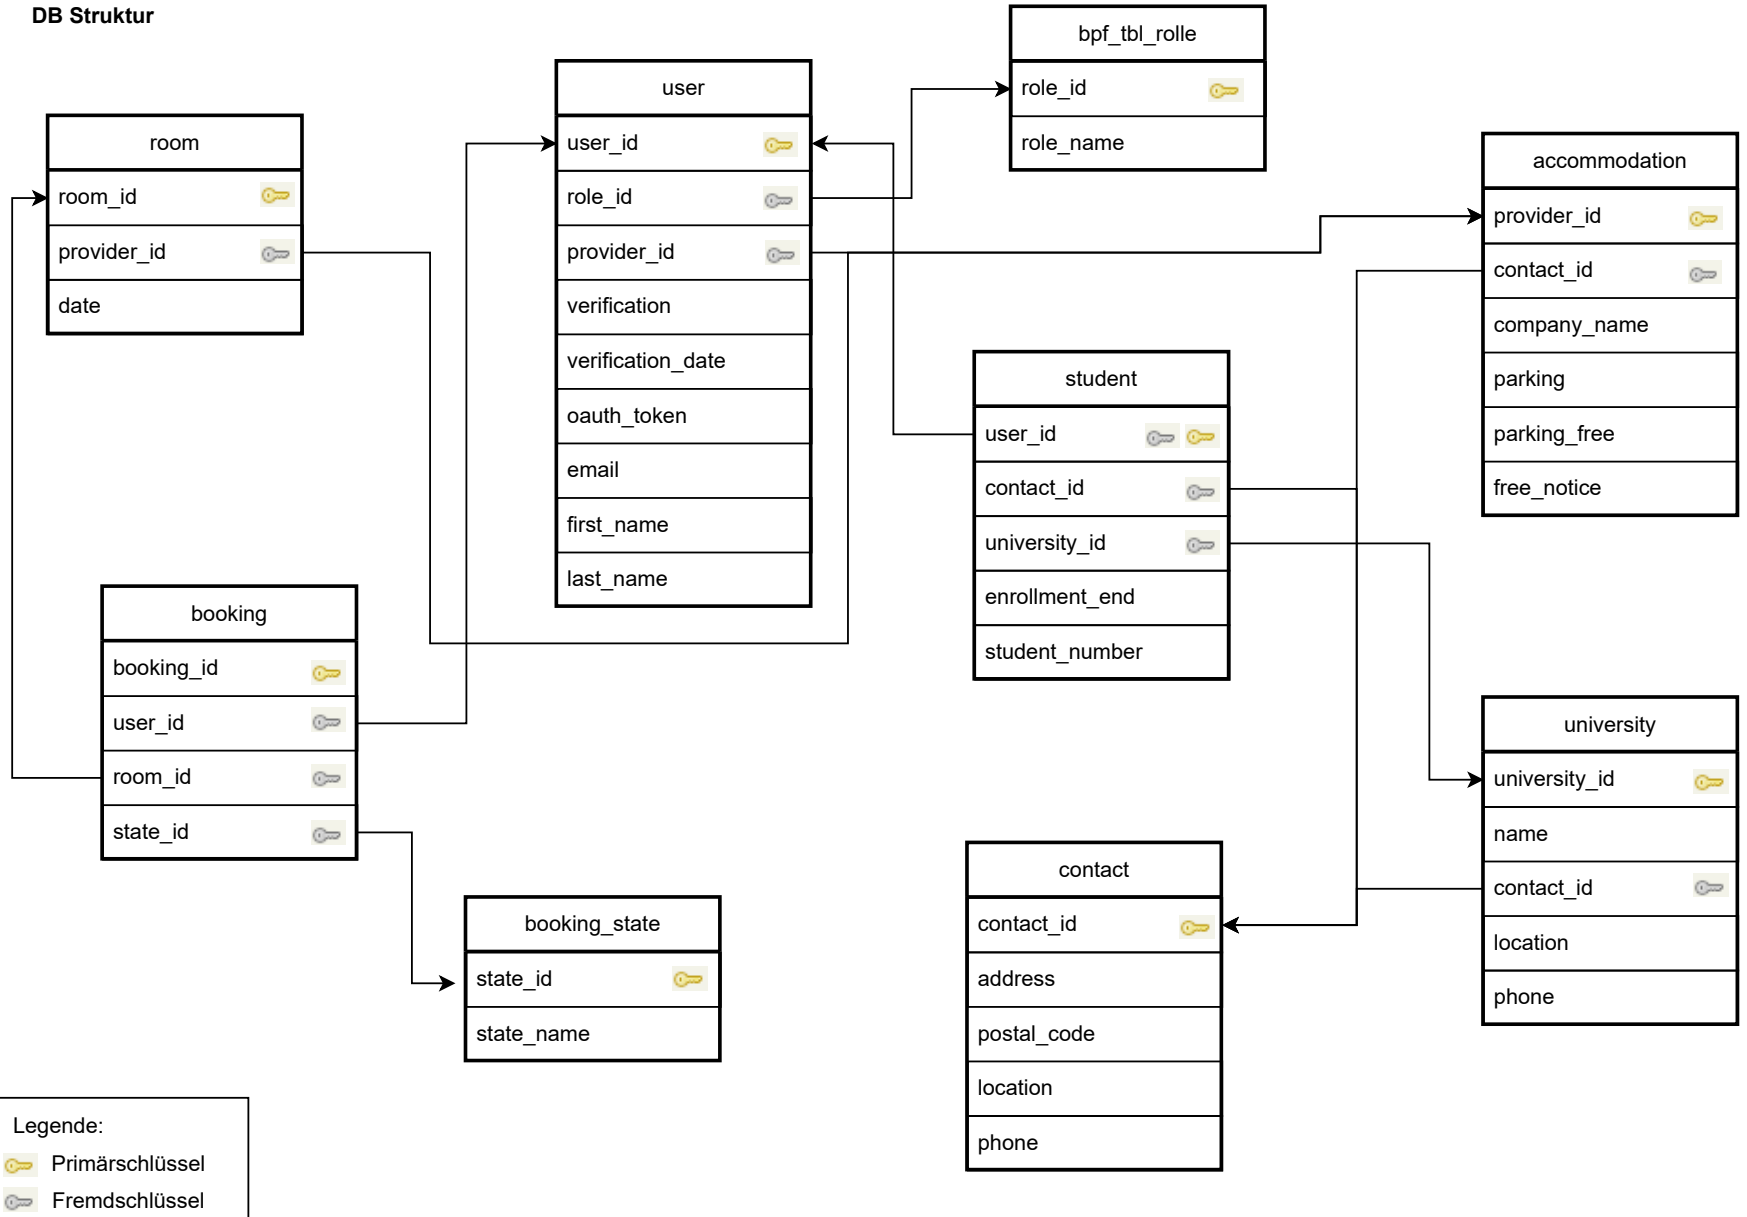 DB Struktur
room
room_id
provider_id
date
user
user_id
role_id
provider_id
verification
verification_date
oauth_token
email
first_name
last_name
bpf_tbl_rolle
role_id
role_name
accommodation
provider_id
contact_id
company_name
parking
parking_free
free_notice
student
user_id
contact_id
university_id
enrollment_end
student_number
booking
booking_id
user_id
room_id
state_id
booking_state
state_id
state_name
contact
contact_id
address
postal_code
location
phone
university
university_id
name
contact_id
location
phone
Legende:
Primärschlüssel
Fremdschlüssel